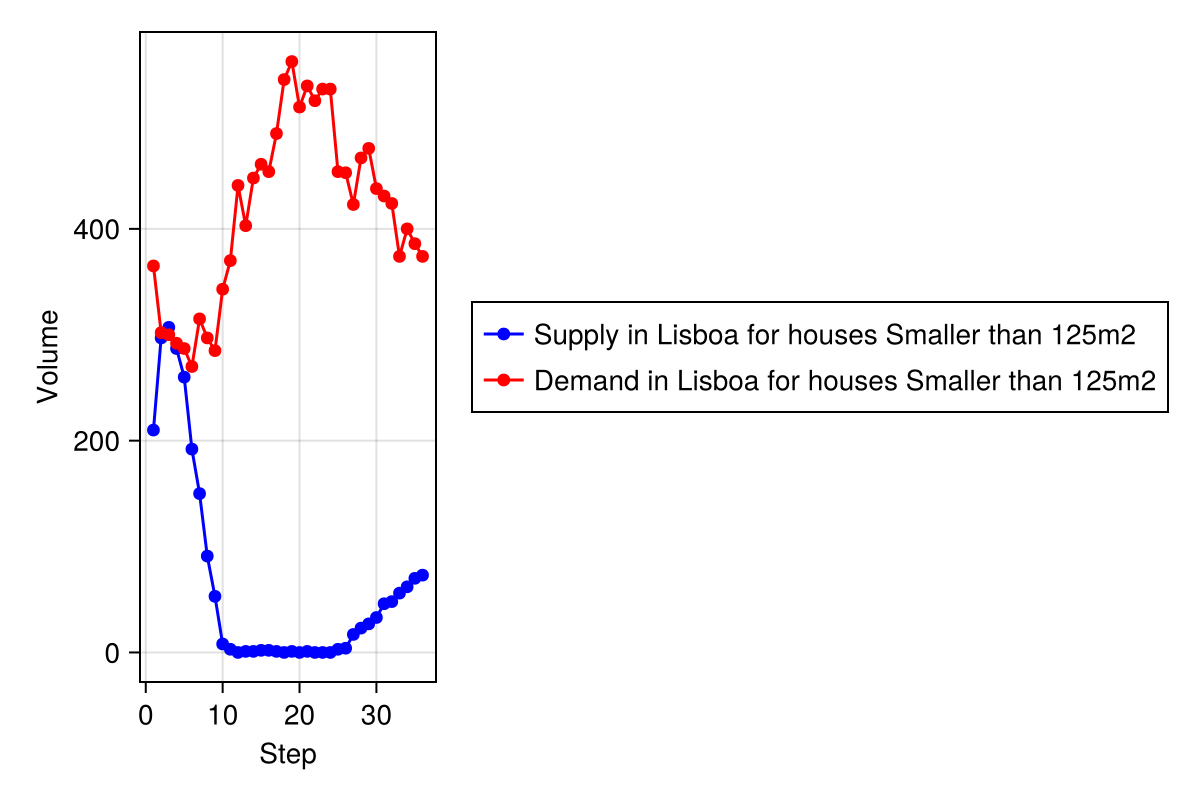 Volume
400
200
0
0 10 20 30
Step
Supply in Lisboa for houses Smaller than 125m2
Demand in Lisboa for houses Smaller than 125m2